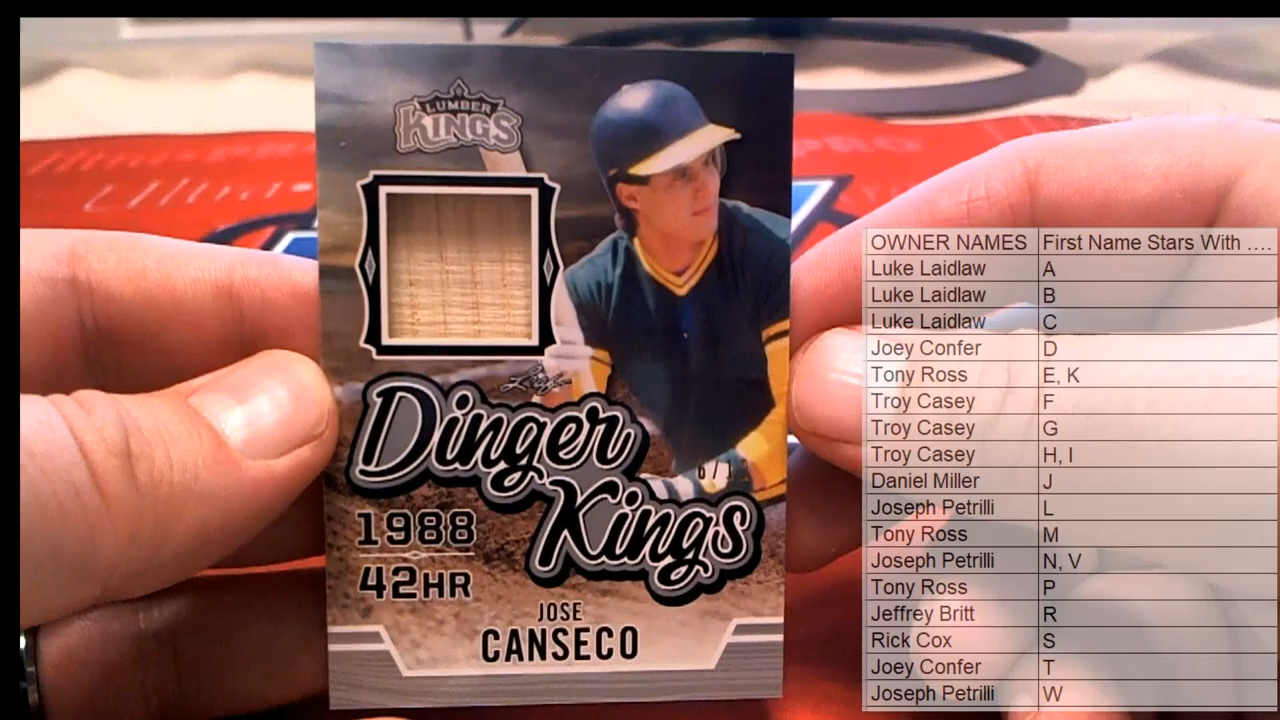 LUMBER
KINGS
Leaf
Dinger
Kings
1988
42HR
JOSE
CANSECO
OWNER NAMES First Name Stars With ....
Luke Laidlaw A
Luke Laidlaw B
Luke Laidlaw C
Joey Confer D
Tony Ross E, K
Troy Casey F
Troy Casey G
Troy Casey H, I
Daniel Miller J
Joseph Petrilli L
Tony Ross M
Joseph Petrilli N, V
Tony Ross P
Jeffrey Britt R
Rick Cox S
Joey Confer T
Joseph Petrilli W